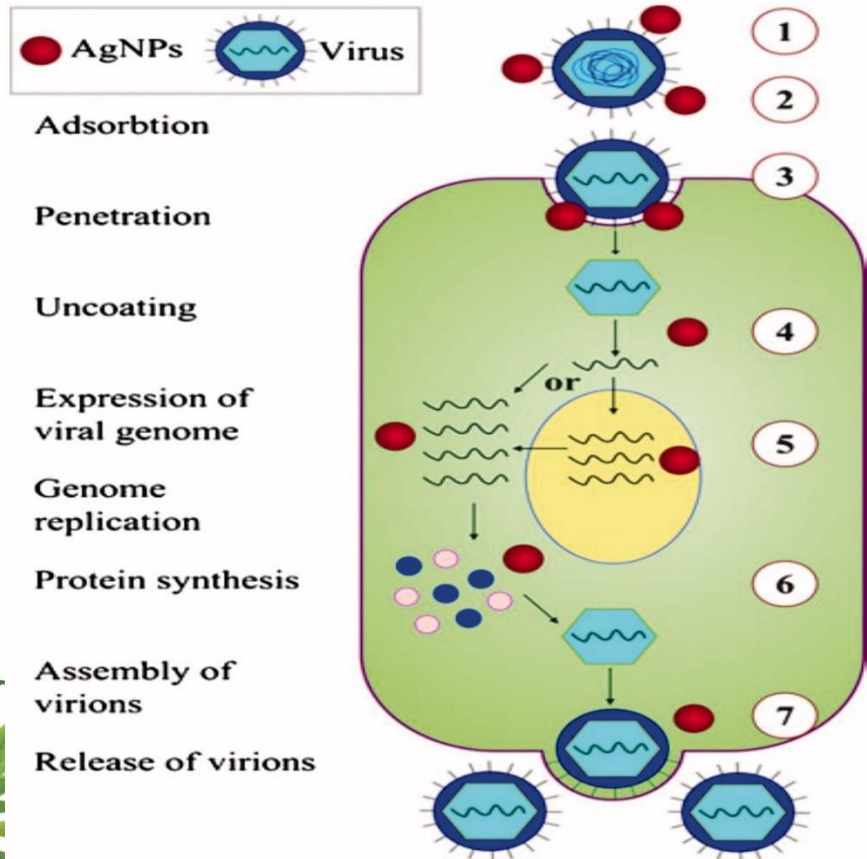 AgNPs Virus
1
2
Adsorbtion
3
Penetration
Uncoating
4
or
Expression of
viral genome
5
Genome
replication
Protein synthesis
6
Assembly of
virions
7
Release of virions